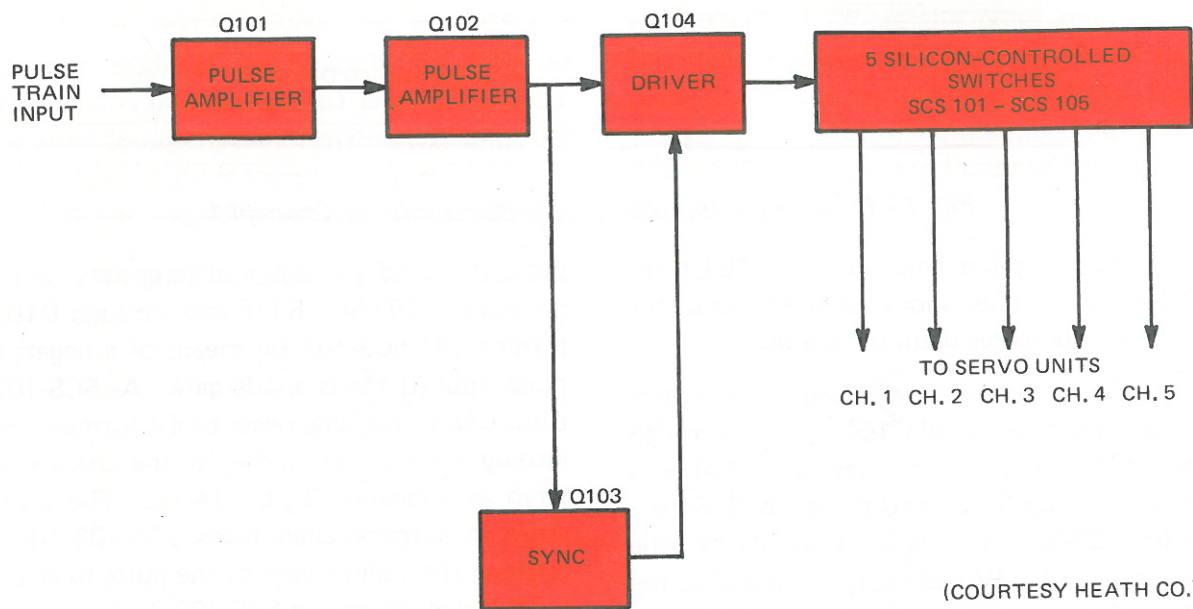 Q101
Q102
Q104
PULSE
TRAIN
INPUT
PULSE
AMPLIFIER
PULSE
AMPLIFIER
DRIVER
5 SILICON-CONTROLLED
SWITCHES
SCS 101 - SCS 105
TO SERVO UNITS
CH. 1 CH. 2 CH. 3 CH. 4 CH. 5
Q103
SYNC
(COURTESY HEATH CO.